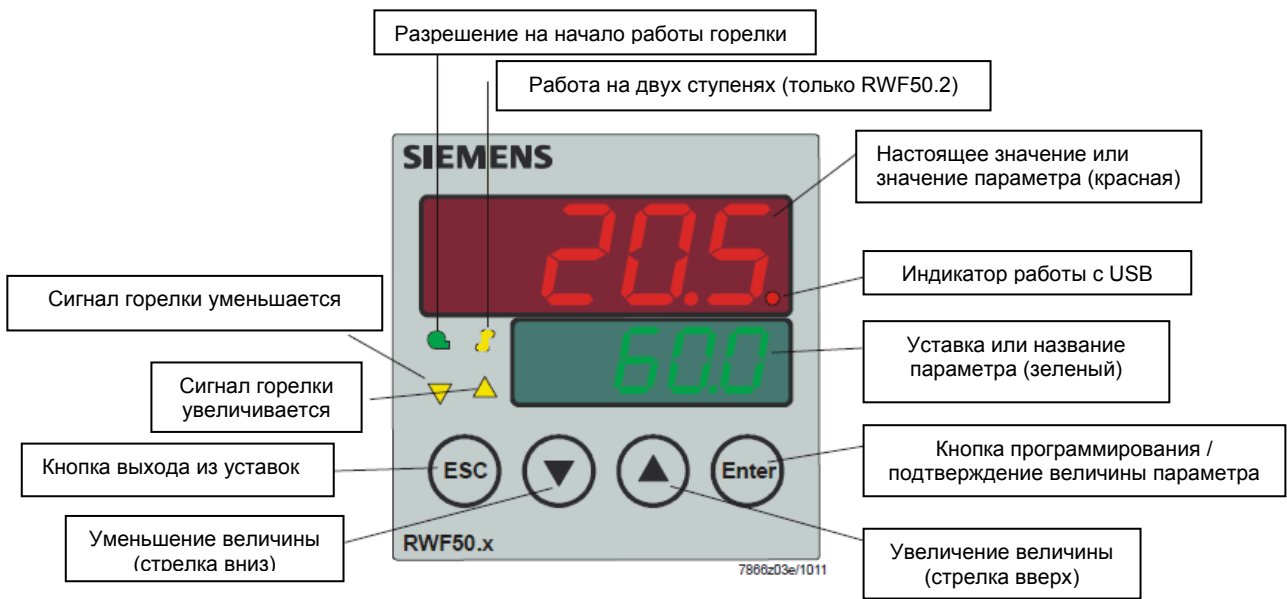 Разрешение на начало работы горелки
Работа на двух ступенях (только RWF50.2)
SIEMENS
Настоящее значение или
значение параметра (красная)
20.5.
Индикатор работы с USB
Сигнал горелки уменьшается
60.0
Уставка или название
параметра (зеленый)
Сигнал горелки
увеличивается
Кнопка выхода из уставок
ESC
Enter
Кнопка программирования /
подтверждение величины параметра
Уменьшение величины
(стрелка вниз)
RWF50.x
7866z03e/1011
Увеличение величины
(стрелка вверх)